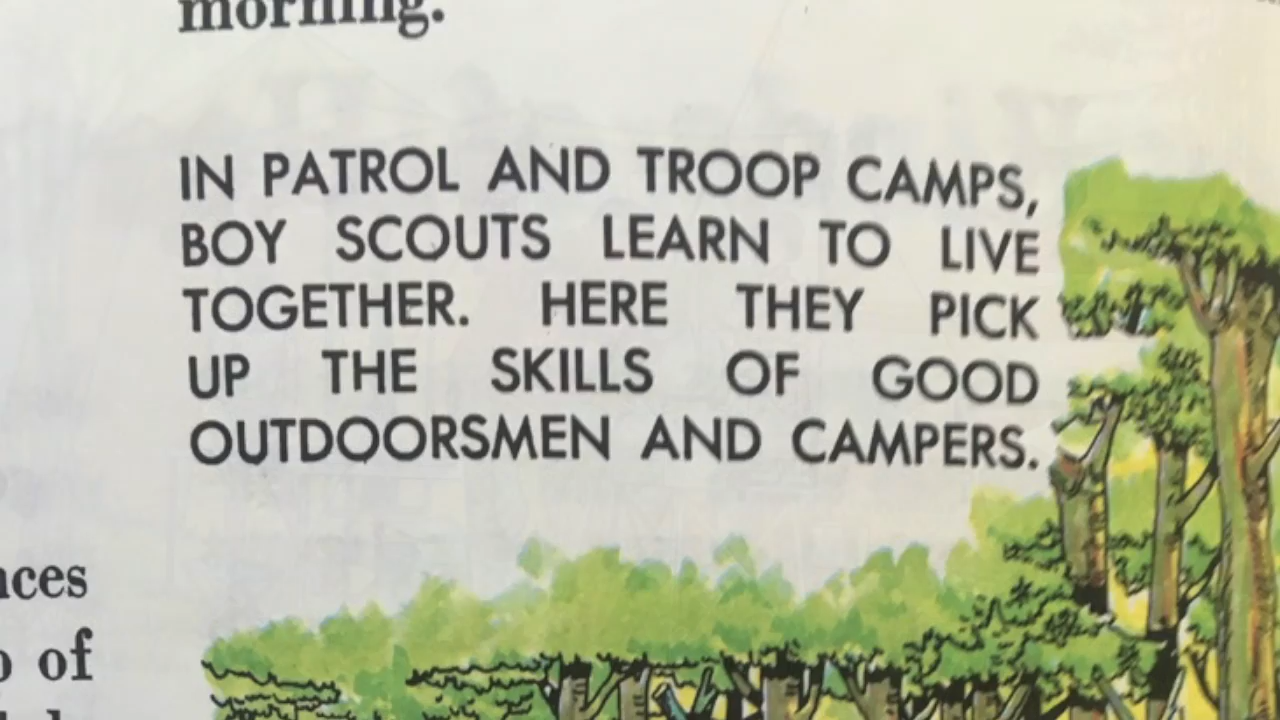 morning.
IN PATROL AND TROOP CAMPS,
BOY SCOUTS LEARN TO LIVE
TOGETHER. HERE THEY PICK
UP THE SKILLS OF GOOD
OUTDOORSMEN AND CAMPERS.
of